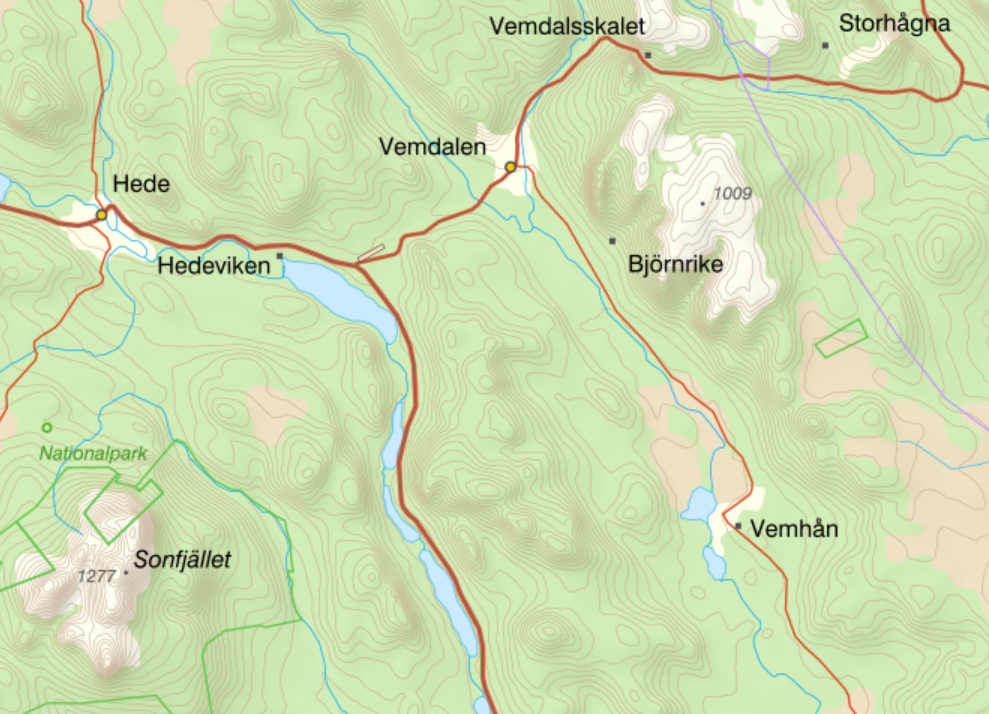 Vemdalsskalet
Storhågna
Vemdalen
Hede
1009
Hedeviken
Björnrike
Nationalpark
Vemhån
Sonfjället
1277